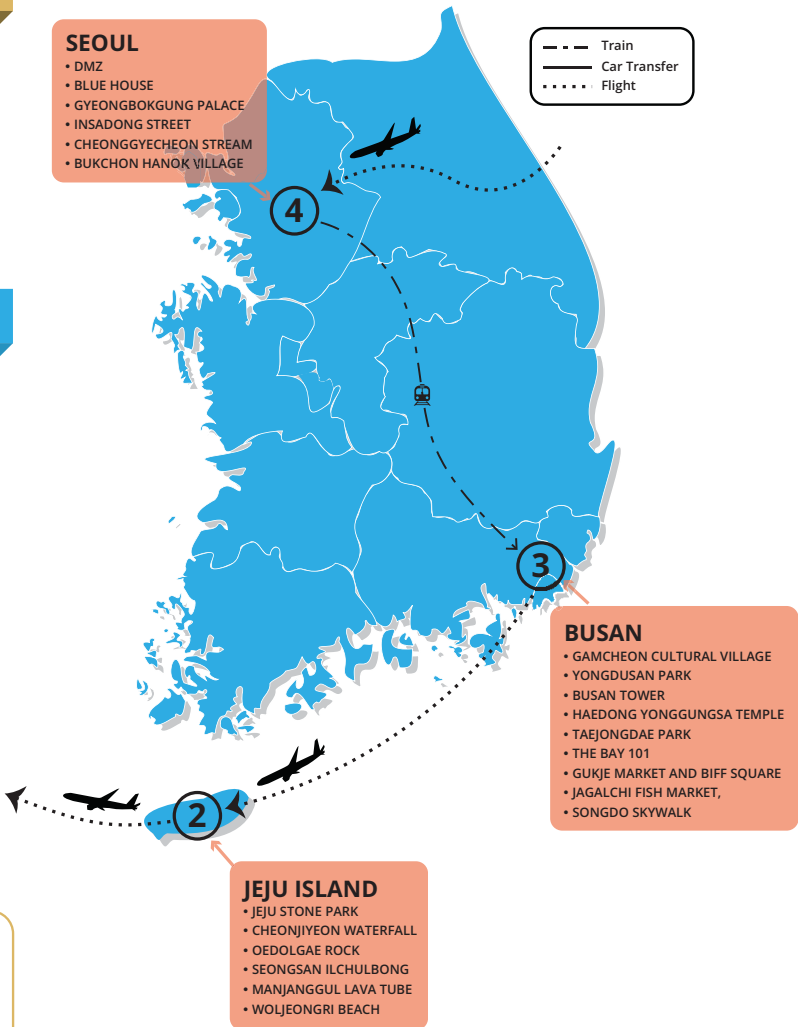 SEOUL
• DMZ
• BLUE HOUSE
• GYEONGBOKGUNG PALACE
• INSADONG STREET
• CHEONGGYECHEON STREAM
• BUKCHON HANOK VILLAGE
Train
Car Transfer
Flight
4
3
BUSAN
• GAMCHEON CULTURAL VILLAGE
• YONGDUSAN PARK
• BUSAN TOWER
• HAEDONG YONGGUNGSA TEMPLE
• TAEJONGDAE PARK
• THE BAY 101
• GUKJE MARKET AND BIFF SQUARE
• JAGALCHI FISH MARKET,
• SONGDO SKYWALK
2
JEJU ISLAND
• JEJU STONE PARK
• CHEONJIYEON WATERFALL
• OEDOLGAE ROCK
• SEONGSAN ILCHULBONG
• MANJANGGUL LAVA TUBE
• WOLJEONGRI BEACH